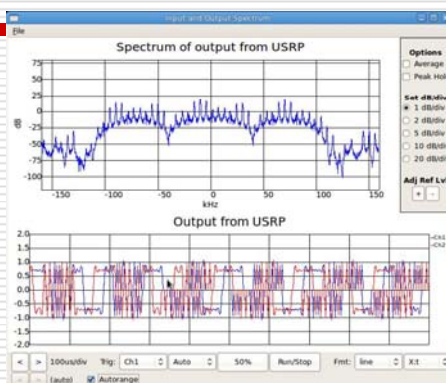 Input and Output Spectrum
File
Spectrum of output from USRP
75
50
25
0
-25
-50
-75
-100
dB
-150 -100 -50 0 50 100 150
kHz
Options
Average
Peak Hol
Set dB/div
1 dB/div
2 dB/div
5 dB/div
10 dB/di
20 dB/di
Adj Ref Lvl
+ -
Output from USRP
2.0
1.5
1.0
0.5
0.0
-0.5
-1.0
-1.5
-2.0
Ch1
Ch2
< > 100us/div Trig: Ch1 Auto 50% Run/Stop Fmt: line X:t
- - (auto) Autorange